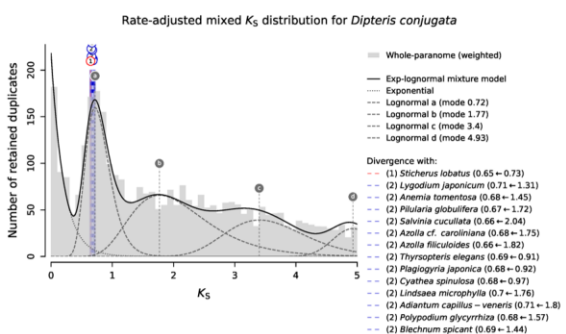 Rate-adjusted mixed Ks distribution for Dipteris conjugata
2
1
a
b
c
d
Number of retained duplicates
200
150
100
50
0
0 1 2 3 4 5
Ks
Whole-paranome (weighted)
Exp-lognormal mixture model
Exponential
Lognormal a (mode 0.72)
Lognormal b (mode 1.77)
Lognormal c (mode 3.4)
Lognormal d (mode 4.93)
Divergence with:
(1) Sticherus lobatus (0.65←0.73)
(2) Lygodium japonicum (0.71←1.31)
(2) Anemia tomentosa (0.68←1.45)
(2) Pilularia globulifera (0.67←1.72)
(2) Salvinia cucullata (0.66←2.04)
(2) Azolla cf. caroliniana (0.68←1.75)
(2) Azolla filiculoides (0.66←1.82)
(2) Thyrsopteris elegans (0.69←0.91)
(2) Plagiogyria japonica (0.68←0.92)
(2) Cyathea spinulosa (0.68←0.97)
(2) Lindsaea microphylla (0.7←1.76)
(2) Adiantum capillus − veneris (0.71←1.8)
(2) Polypodium glycyrrhiza (0.68←1.57)
(2) Blechnum spicant (0.69←1.44)